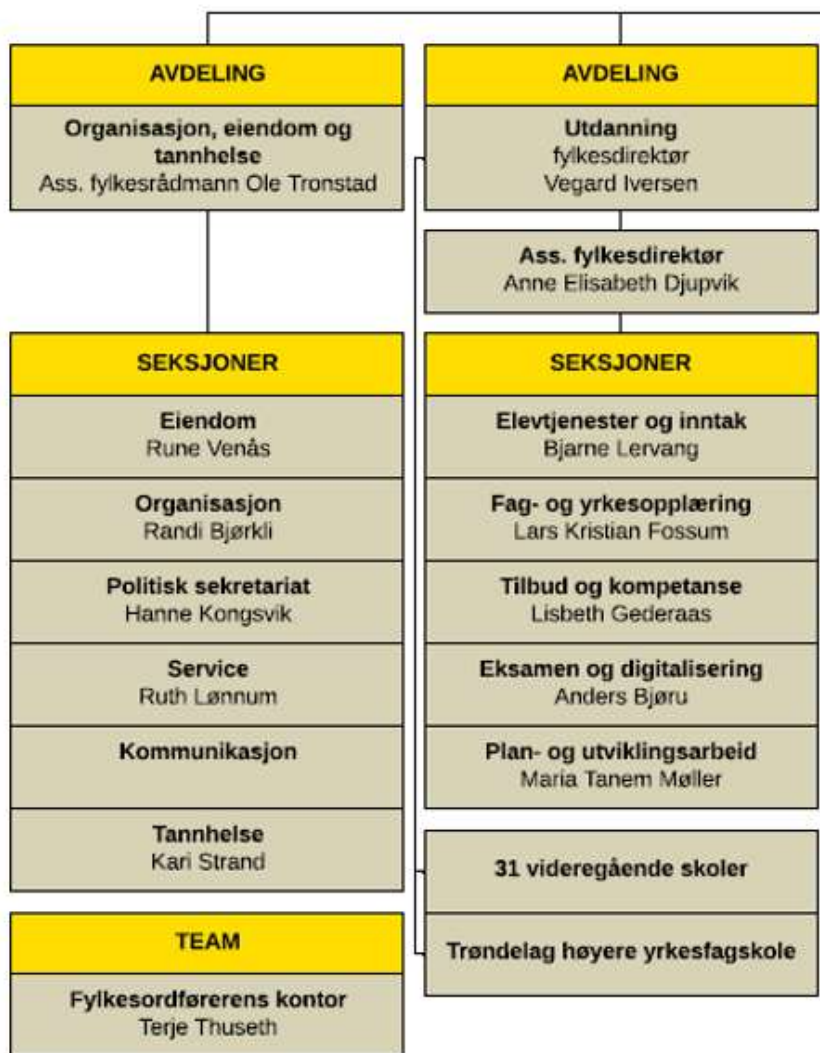 AVDELING
Organisasjon, eiendom og
tannhelse
Ass. fylkesrådmann Ole Tronstad
SEKSJONER
Eiendom
Rune Venås
Organisasjon
Randi Bjørkli
Politisk sekretariat
Hanne Kongsvik
Service
Ruth Lønnum
Kommunikasjon
Tannhelse
Kari Strand
TEAM
Fylkesordførerens kontor
Terje Thuseth
AVDELING
Utdanning
fylkesdirektør
Vegard Iversen
Ass. fylkesdirektør
Anne Elisabeth Djupvik
SEKSJONER
Elevtjenester og inntak
Bjarne Lervang
Fag- og yrkesopplæring
Lars Kristian Fossum
Tilbud og kompetanse
Lisbeth Gederaas
Eksamen og digitalisering
Anders Bjøru
Plan- og utviklingsarbeid
Maria Tanem Møller
31 videregående skoler
Trøndelag høyere yrkesfagskole